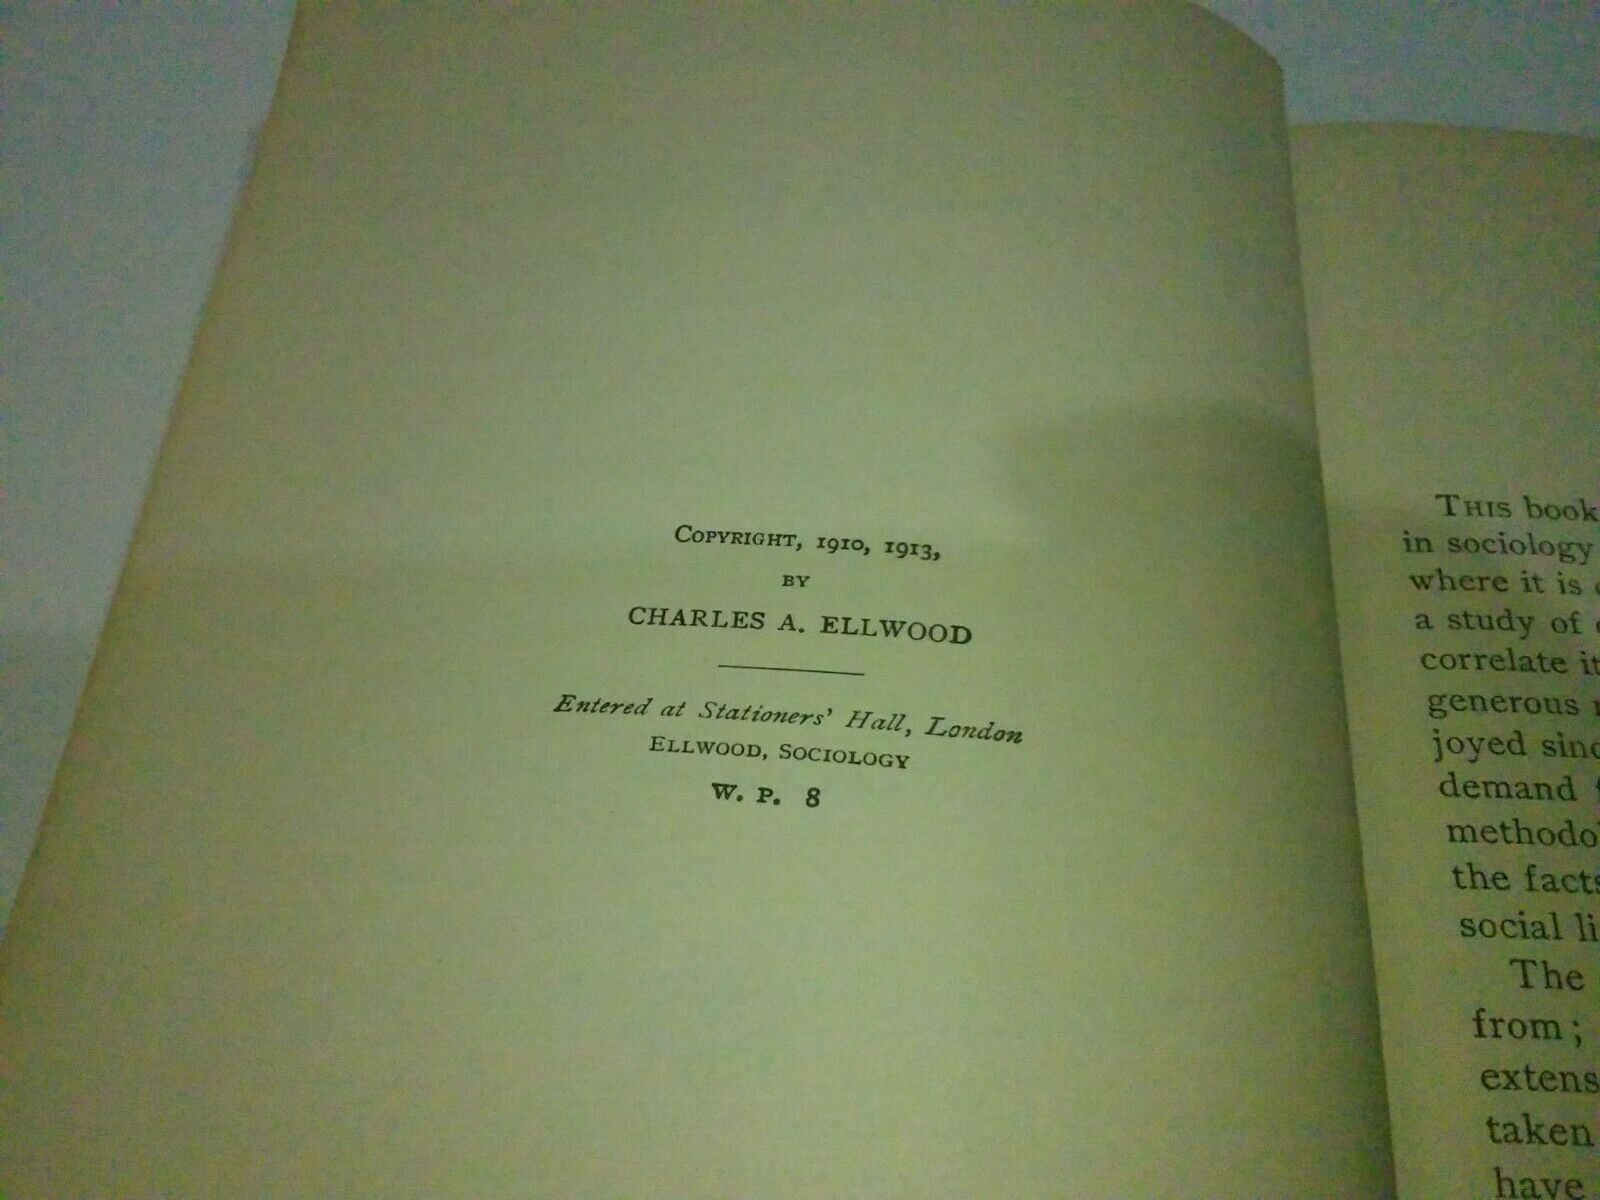 COPYRIGHT, 1910, 1913,
BY
CHARLES A. ELLWOOD
Entered at Stationers' Hall, London
ELLWOOD, SOCIOLOGY
W. P. 8
THIS book
in sociology
where it is
a study of
correlate it
generous
joyed sinc
demand
methodol
the facts
social li
The
from;
extens
taken
have